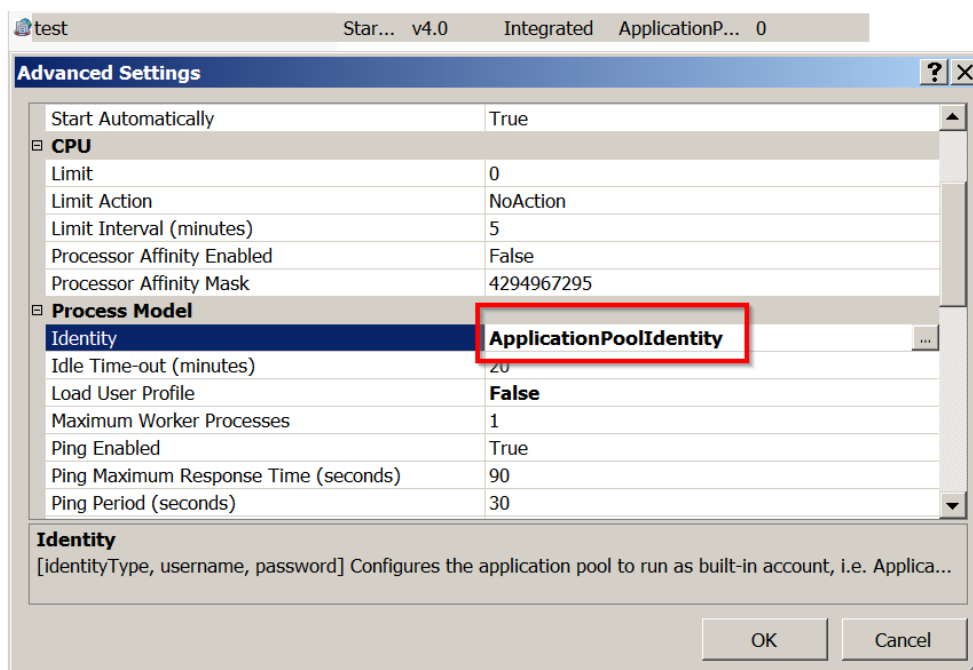 test Star... v4.0 Integrated ApplicationP... 0
Advanced Settings
Start Automatically True
CPU
Limit 0
Limit Action NoAction
Limit Interval (minutes) 5
Processor Affinity Enabled False
Processor Affinity Mask 4294967295
Process Model
Identity ApplicationPoolIdentity ...
Idle Time-out (minutes) 20
Load User Profile False
Maximum Worker Processes 1
Ping Enabled True
Ping Maximum Response Time (seconds) 90
Ping Period (seconds) 30
Identity
[identityType, username, password] Configures the application pool to run as built-in account, i.e. Applica...
OK Cancel